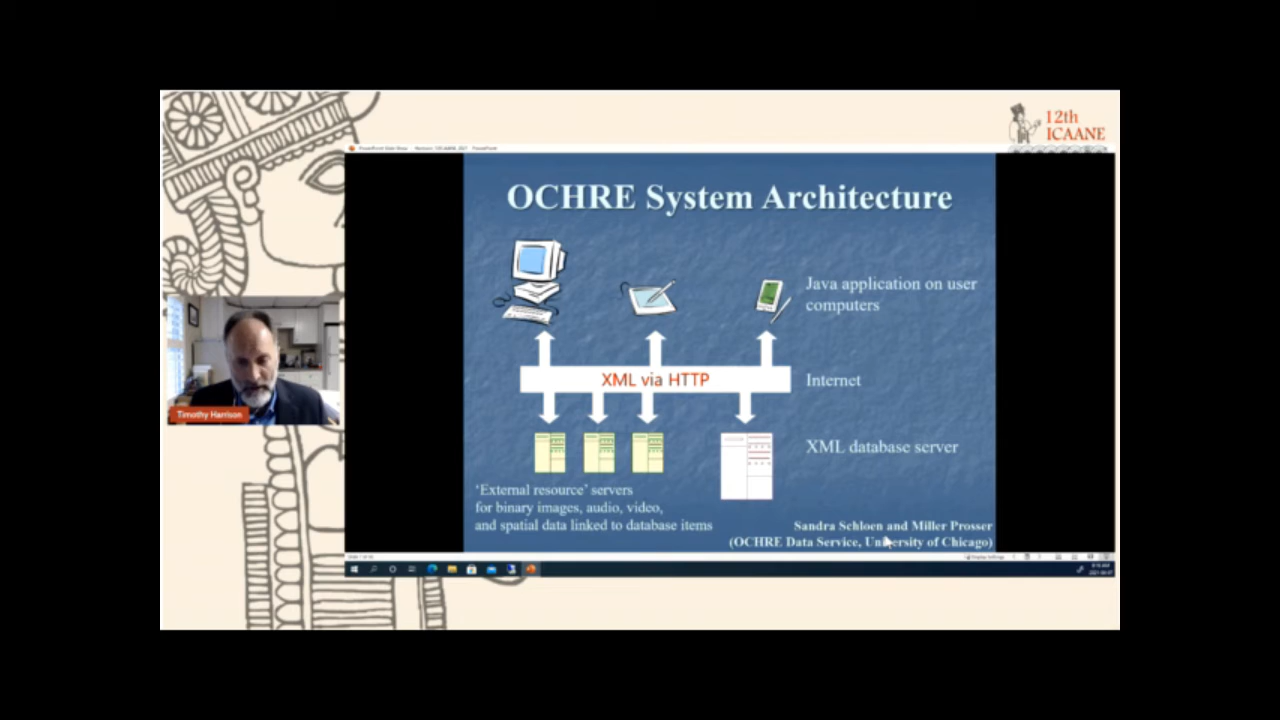 12th
ICAANE
OCHRE System Architecture
Java application on user
computers
XML via HTTP
Internet
XML database server
'External resource' servers
for binary images, audio, video,
and spatial data linked to database items
Sandra Schloen and Miller Prosser
(OCHRE Data Service, University of Chicago)
Timothy Harrison